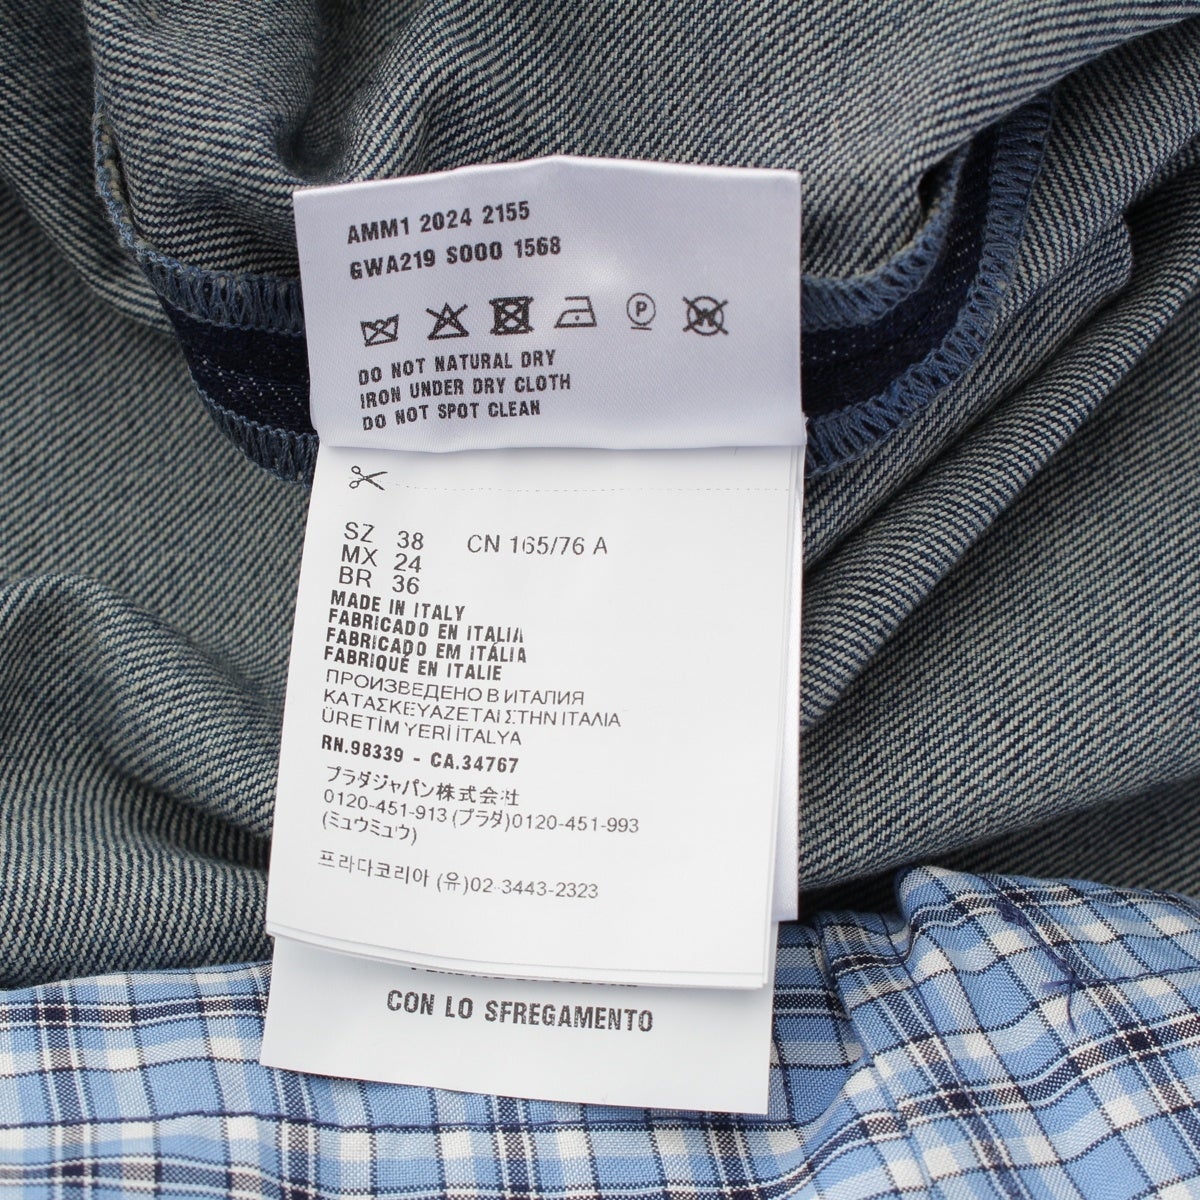 AMM1 2024 2155
GWA219 S000 1568
P
W
DO NOT NATURAL DRY
IRON UNDER DRY CLOTH
DO NOT SPOT CLEAN
SZ 38 CN 165/76 A
MX 24
BR 36
MADE IN ITALY
FABRICADO EN ITALIA
FABRICADO EM ITÁLIA
FABRIQUÉ EN ITALIE
ПРОИЗВЕДЕНО В ИТАЛИЯ
ΚΑΤΑΣΚΕΥΑΖΕΤΑΙ ΣΤΗΝ ΙΤΑΛΙΑ
ÜRETİM YERİ İTALYA
RN.98339 - CA.34767
プラダジャパン株式会社
0120-451-913 (プラダ)0120-451-993
(ミュウミュウ)
프라다코리아 (유)02-3443-2323
CON LO SFREGAMENTO